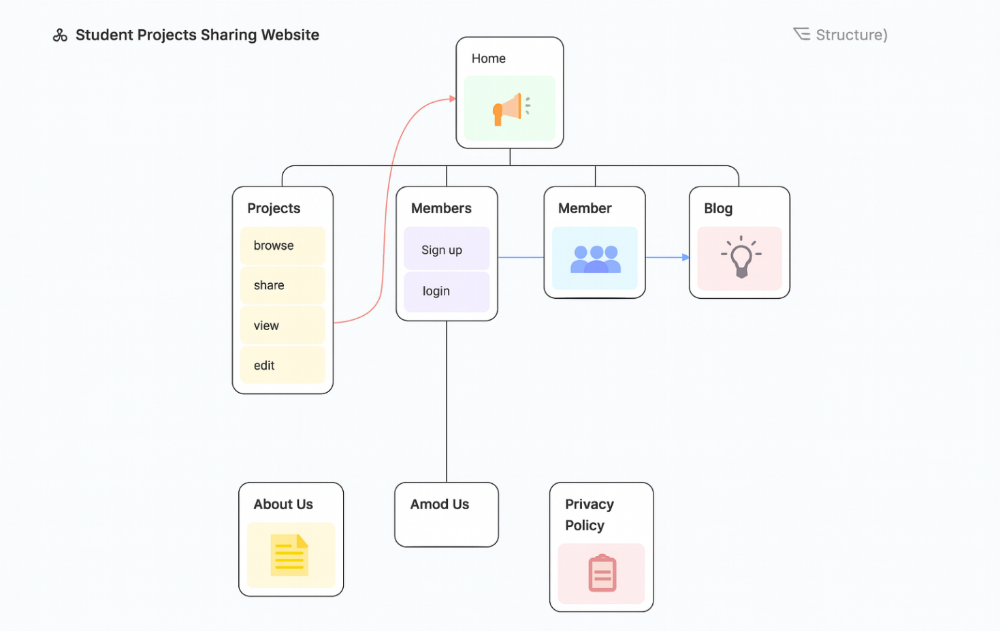 Student Projects Sharing Website
Structure)
Home
Projects
browse
share
view
edit
Members
Sign up
login
Member
Blog
About Us
Amod Us
Privacy
Policy